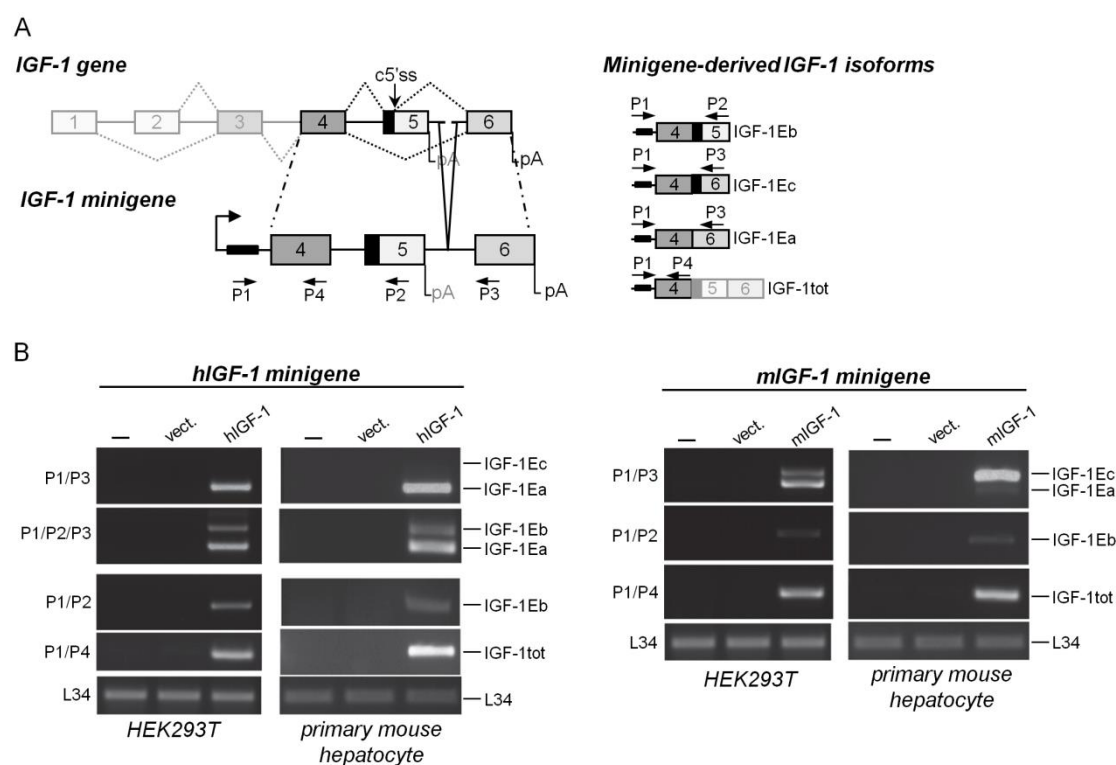 A
IGF-1 gene
c5'ss
1 2 3 4 5 6
pA pA
IGF-1 minigene
4 5 6
P1 P4 P2 P3
pA pA
Minigene-derived IGF-1 isoforms
P1 P2
4 5 IGF-1Eb
P1 P3
4 6 IGF-1Ec
P1 P3
4 6 IGF-1Ea
P1 P4
4 5 6 IGF-1tot
B
hIGF-1 minigene
— vect. hIGF-1 — vect. hIGF-1
P1/P3 IGF-1Ec
IGF-1Ea
P1/P2/P3 IGF-1Eb
IGF-1Ea
P1/P2 IGF-1Eb
P1/P4 IGF-1tot
L34 L34
HEK293T primary mouse
hepatocyte
mIGF-1 minigene
— vect. mIGF-1 — vect. mIGF-1
P1/P3 IGF-1Ec
IGF-1Ea
P1/P2 IGF-1Eb
P1/P4 IGF-1tot
L34 L34
HEK293T primary mouse
hepatocyte